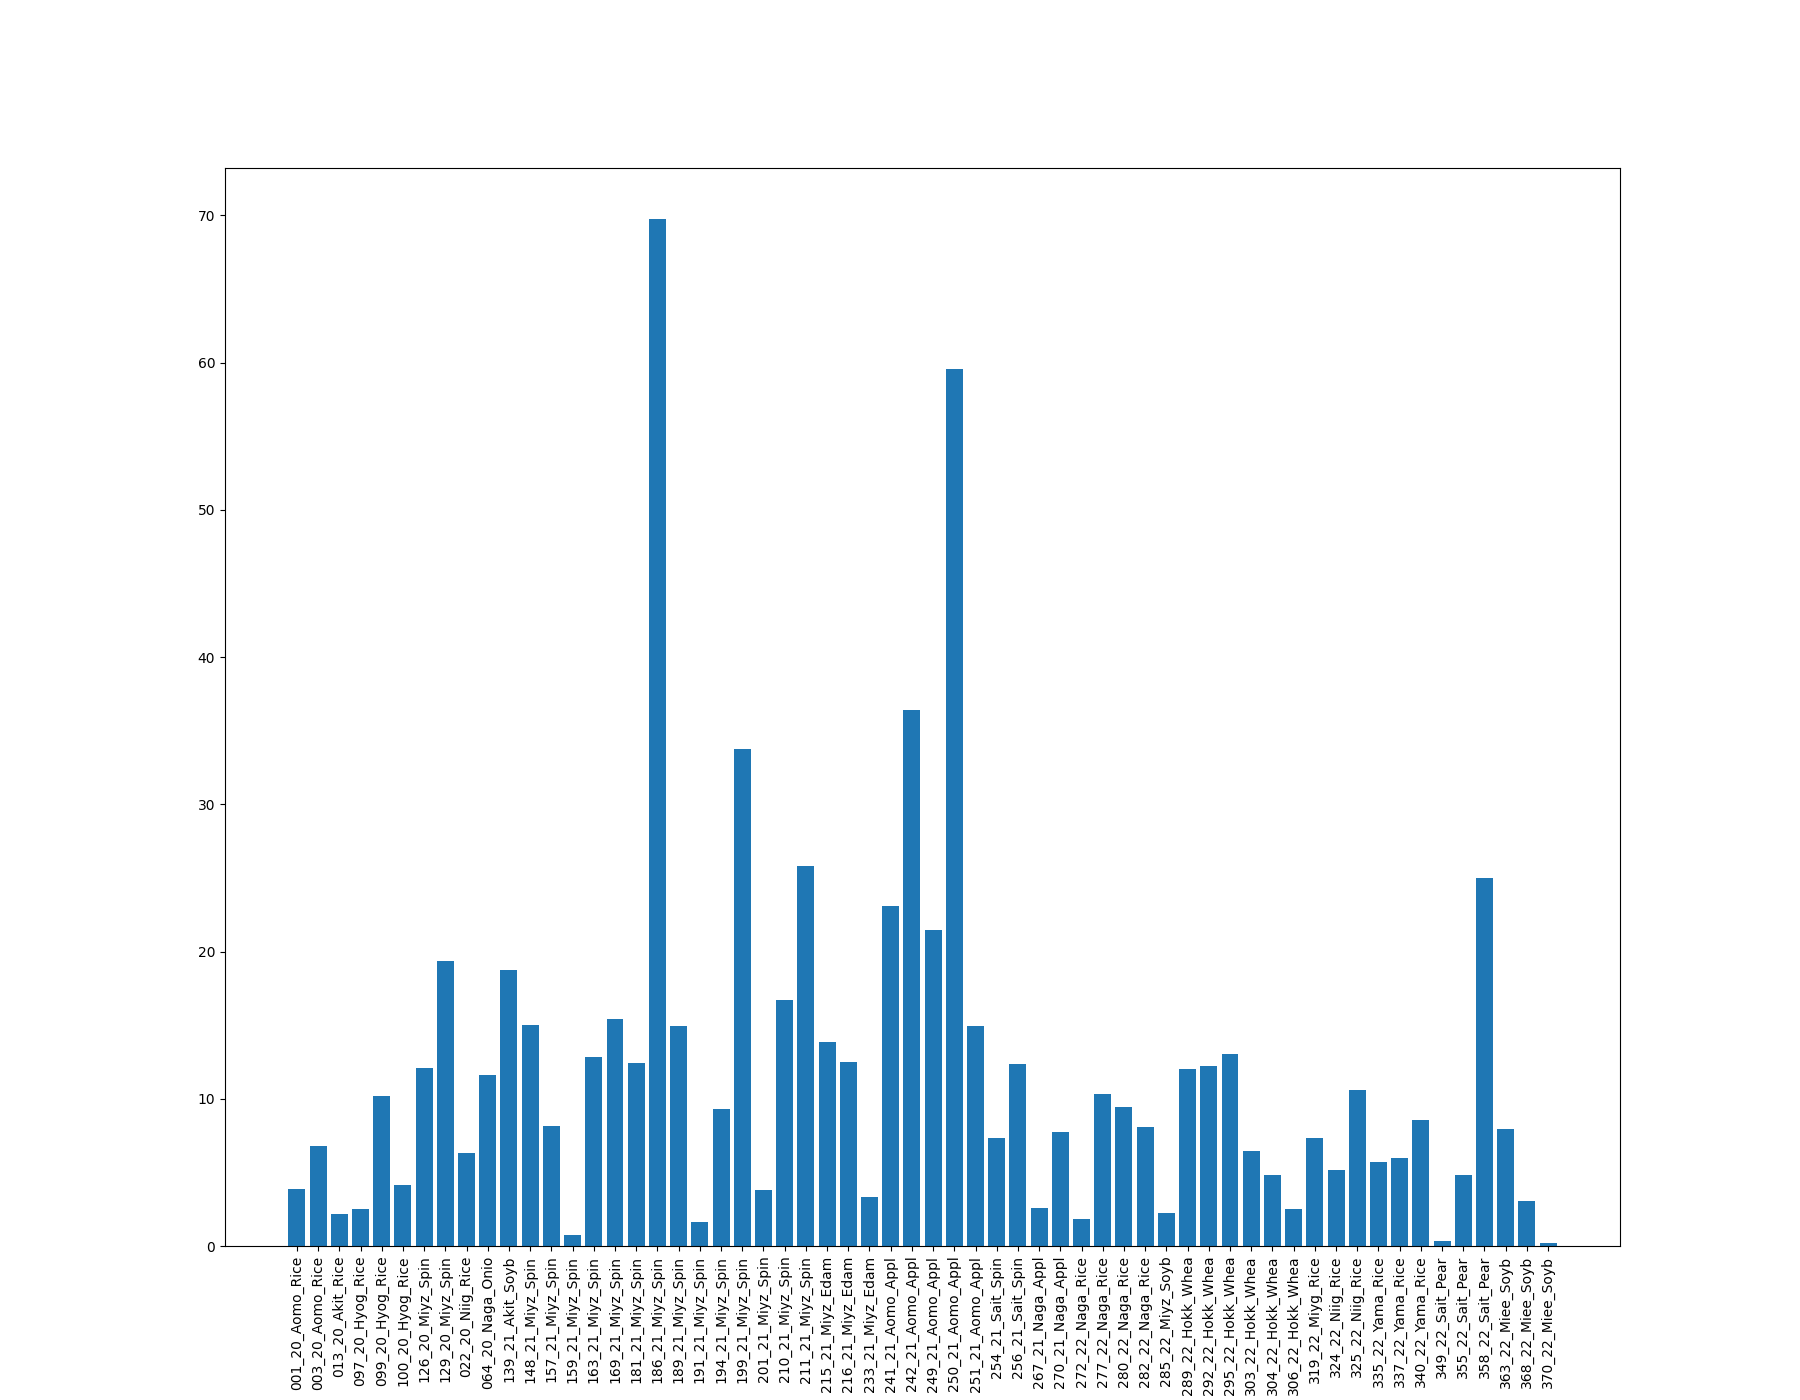 70
60
50
40
30
20
10
0
001_20_Aomo_Rice
003_20_Aomo_Rice
013_20_Akit_Rice
097_20_Hyog_Rice
099_20_Hyog_Rice
100_20_Hyog_Rice
126_20_Miyz_Spin
129_20_Miyz_Spin
022_20_Niig_Rice
064_20_Naga_Onio
139_21_Akit_Soyb
148_21_Miyz_Spin
157_21_Miyz_Spin
159_21_Miyz_Spin
163_21_Miyz_Spin
169_21_Miyz_Spin
181_21_Miyz_Spin
186_21_Miyz_Spin
189_21_Miyz_Spin
191_21_Miyz_Spin
194_21_Miyz_Spin
199_21_Miyz_Spin
201_21_Miyz_Spin
210_21_Miyz_Spin
211_21_Miyz_Spin
215_21_Miyz_Edam
216_21_Miyz_Edam
233_21_Miyz_Edam
241_21_Aomo_Appl
242_21_Aomo_Appl
249_21_Aomo_Appl
250_21_Aomo_Appl
251_21_Aomo_Appl
254_21_Sait_Spin
256_21_Sait_Spin
267_21_Naga_Appl
270_21_Naga_Appl
272_22_Naga_Rice
277_22_Naga_Rice
280_22_Naga_Rice
282_22_Naga_Rice
285_22_Miyz_Soyb
289_22_Hokk_Whea
292_22_Hokk_Whea
295_22_Hokk_Whea
303_22_Hokk_Whea
304_22_Hokk_Whea
306_22_Hokk_Whea
319_22_Miyg_Rice
324_22_Niig_Rice
325_22_Niig_Rice
335_22_Yama_Rice
337_22_Yama_Rice
340_22_Yama_Rice
349_22_Sait_Pear
355_22_Sait_Pear
358_22_Sait_Pear
363_22_Miee_Soyb
368_22_Miee_Soyb
370_22_Miee_Soyb